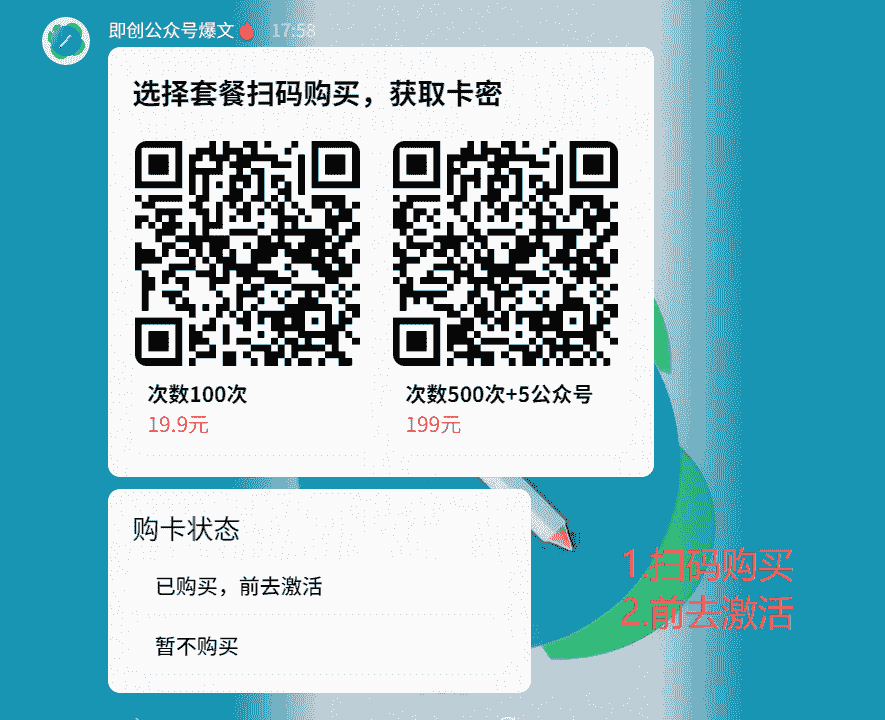 即创公众号爆文 17:58
选择套餐扫码购买，获取卡密
次数100次
19.9元
次数500次+5公众号
199元
购卡状态
已购买，前去激活
暂不购买
1.扫码购买
2.前去激活